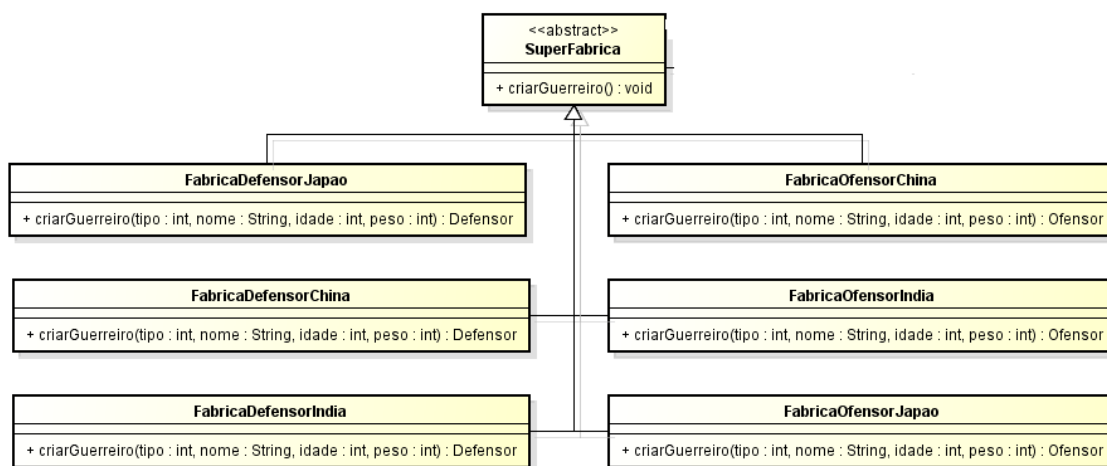 <<abstract>>
SuperFabrica
+ criarGuerreiro() : void
FabricaDefensorJapao
+ criarGuerreiro(tipo : int, nome : String, idade : int, peso : int) : Defensor
FabricaOfensorChina
+ criarGuerreiro(tipo : int, nome : String, idade : int, peso : int) : Ofensor
FabricaDefensorChina
+ criarGuerreiro(tipo : int, nome : String, idade : int, peso : int) : Defensor
FabricaOfensorIndia
+ criarGuerreiro(tipo : int, nome : String, idade : int, peso : int) : Ofensor
FabricaDefensorIndia
+ criarGuerreiro(tipo : int, nome : String, idade : int, peso : int) : Defensor
FabricaOfensorJapao
+ criarGuerreiro(tipo : int, nome : String, idade : int, peso : int) : Ofensor